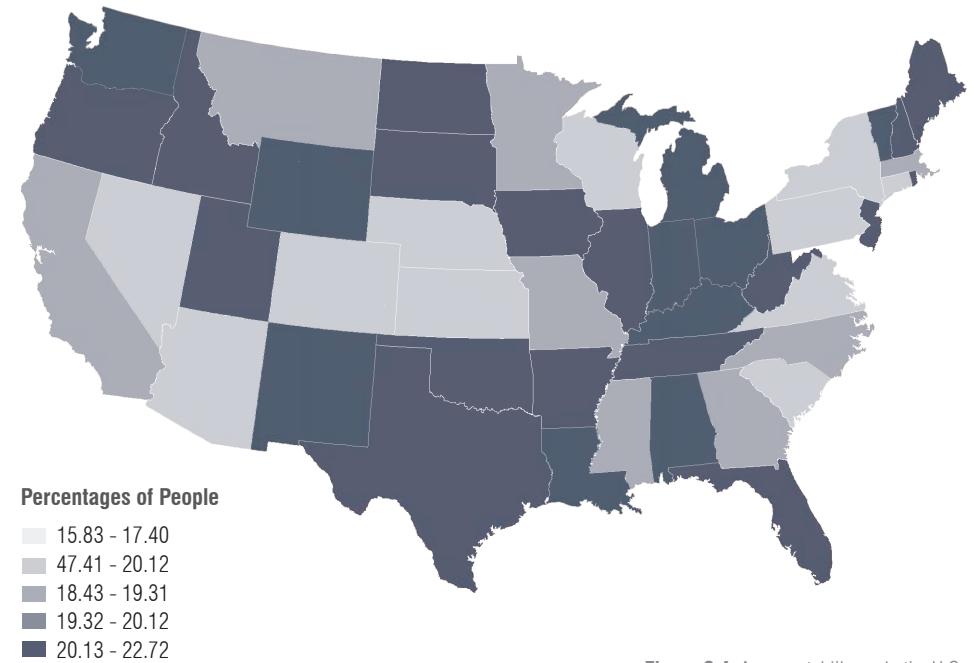 Percentages of People
15.83 - 17.40
47.41 - 20.12
18.43 - 19.31
19.32 - 20.12
20.13 - 22.72